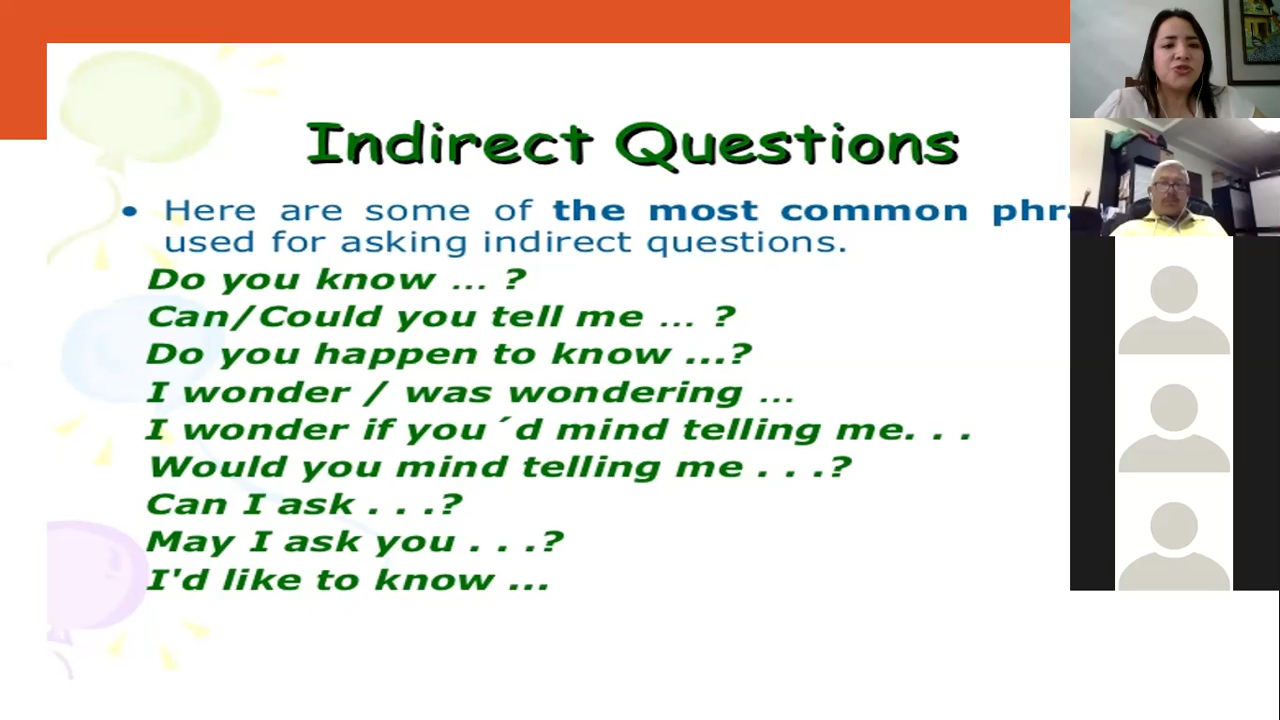 Indirect Questions
• Here are some of the most common
used for asking indirect questions.
Do you know ... ?
Can/Could you tell me ... ?
Do you happen to know ...?
I wonder / was wondering ...
I wonder if you´d mind telling me. . .
Would you mind telling me . . .?
Can I ask . . .?
May I ask you . . .?
I'd like to know ...